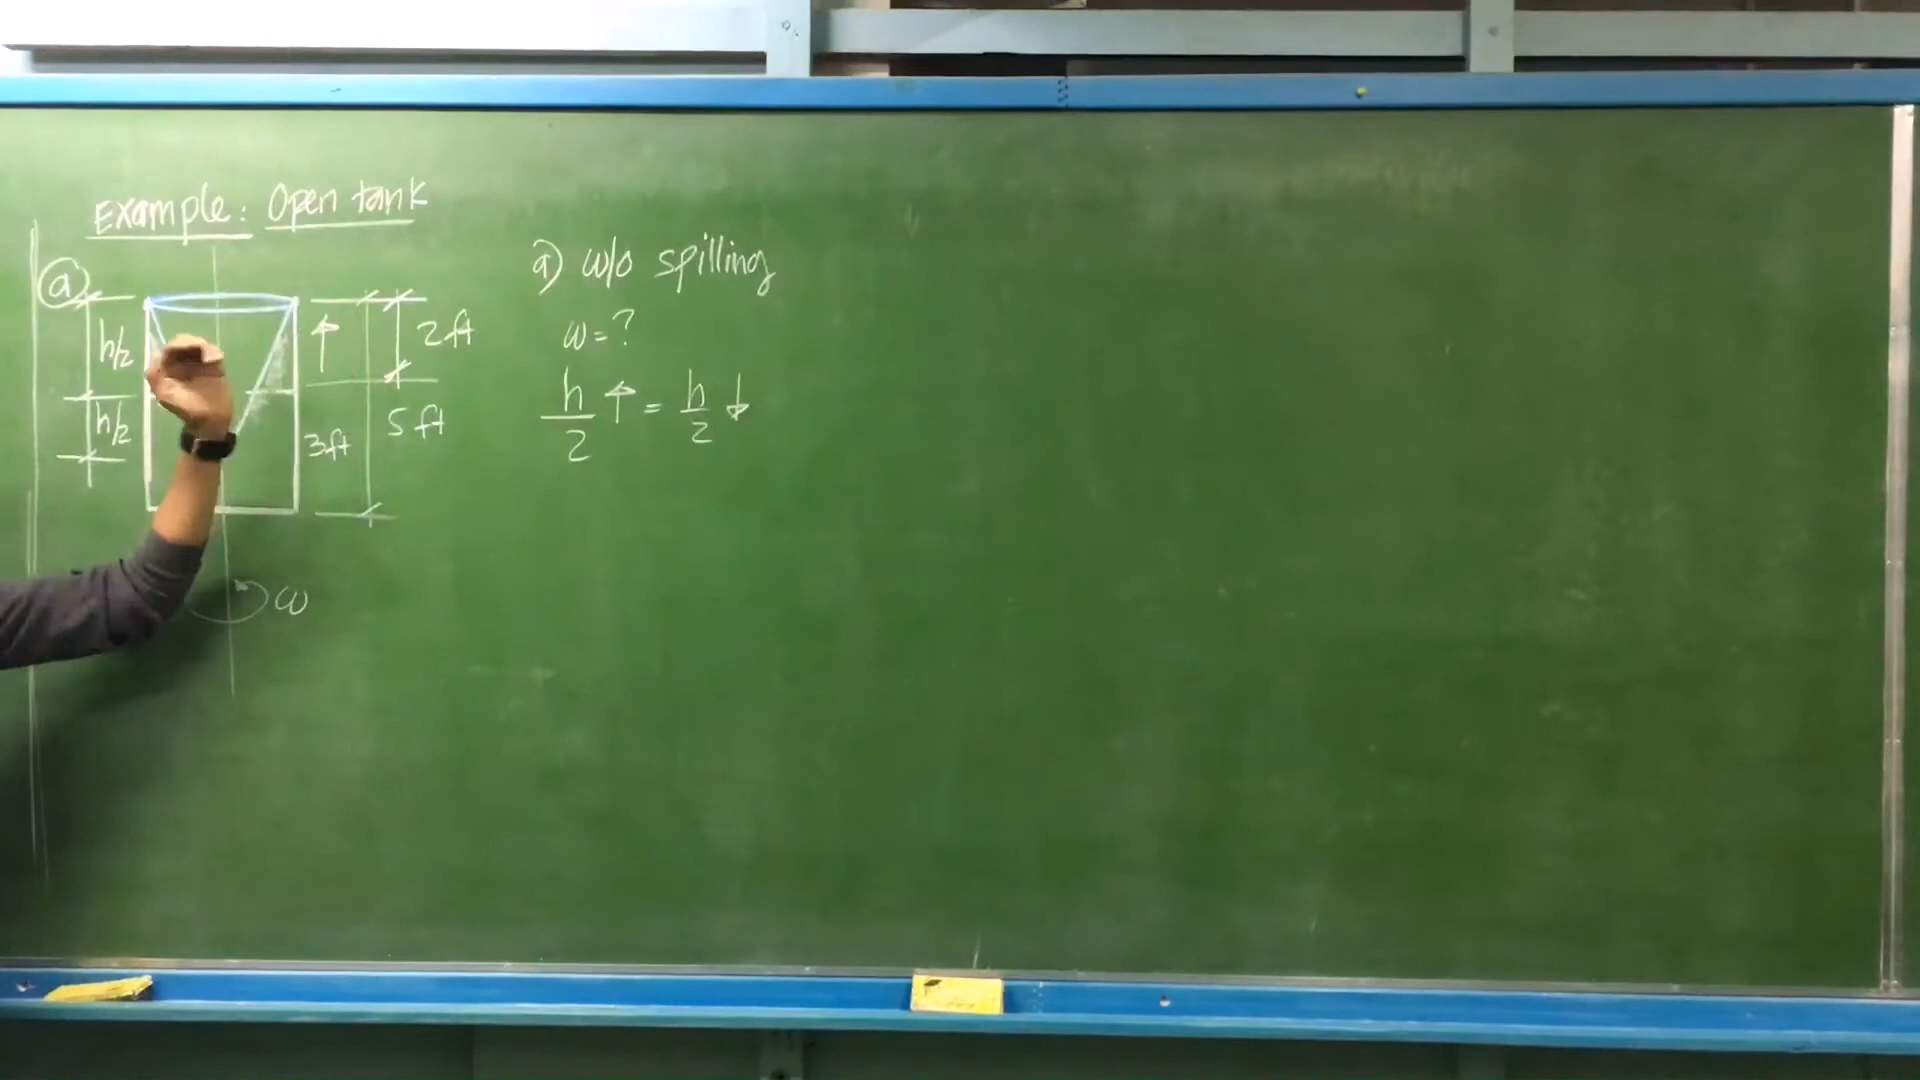 Example: Open tank
a
h/2
h/2
2ft
5ft
3ft
ω
a) w/o spilling
ω = ?
h/2 ↑ = h/2 ↓